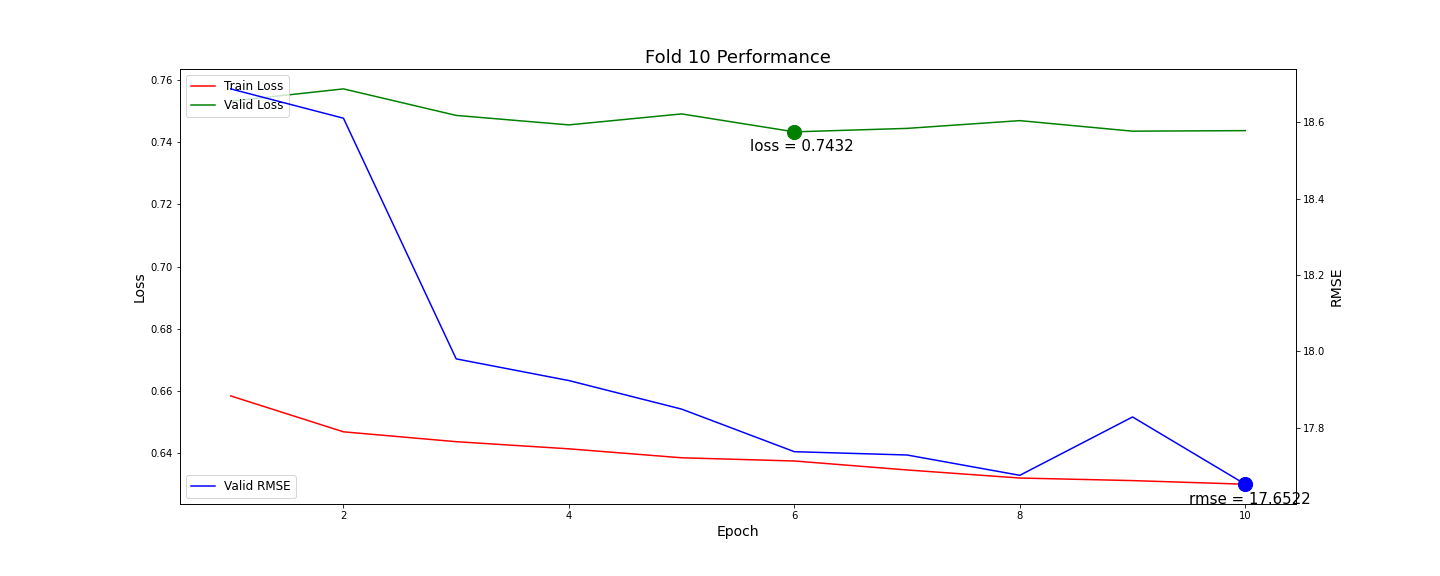 Fold 10 Performance
Train Loss
Valid Loss
Valid RMSE
loss = 0.7432
rmse = 17.6522
0.76
0.74
0.72
0.70
0.68
0.66
0.64
Loss
18.6
18.4
18.2
18.0
17.8
RMSE
2 4 6 8 10
Epoch